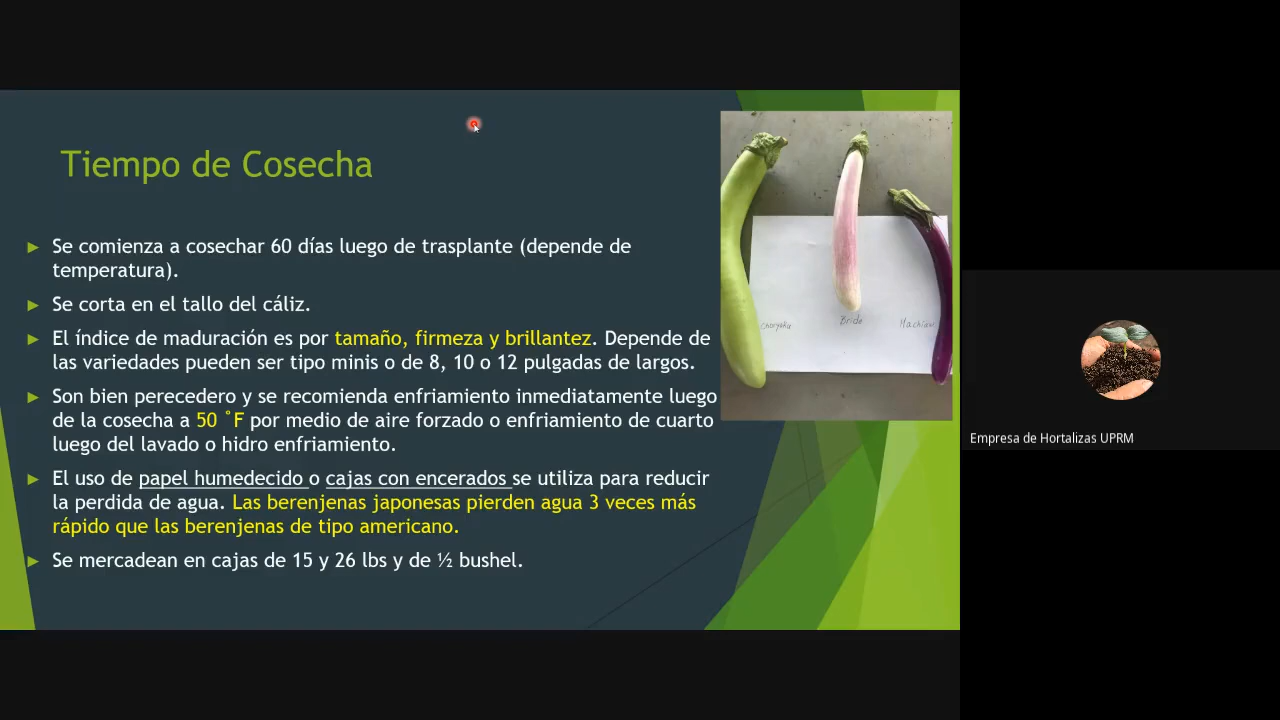 Tiempo de Cosecha
Se comienza a cosechar 60 días luego de trasplante (depende de
temperatura).
Se corta en el tallo del cáliz.
El índice de maduración es por tamaño, firmeza y brillantez. Depende de
las variedades pueden ser tipo minis o de 8, 10 o 12 pulgadas de largos.
Son bien perecedero y se recomienda enfriamiento inmediatamente luego
de la cosecha a 50 ˚F por medio de aire forzado o enfriamiento de cuarto
luego del lavado o hidro enfriamiento.
El uso de papel humedecido o cajas con encerados se utiliza para reducir
la perdida de agua. Las berenjenas japonesas pierden agua 3 veces más
rápido que las berenjenas de tipo americano.
Se mercadean en cajas de 15 y 26 lbs y de ½ bushel.
Bride
Empresa de Hortalizas UPRM